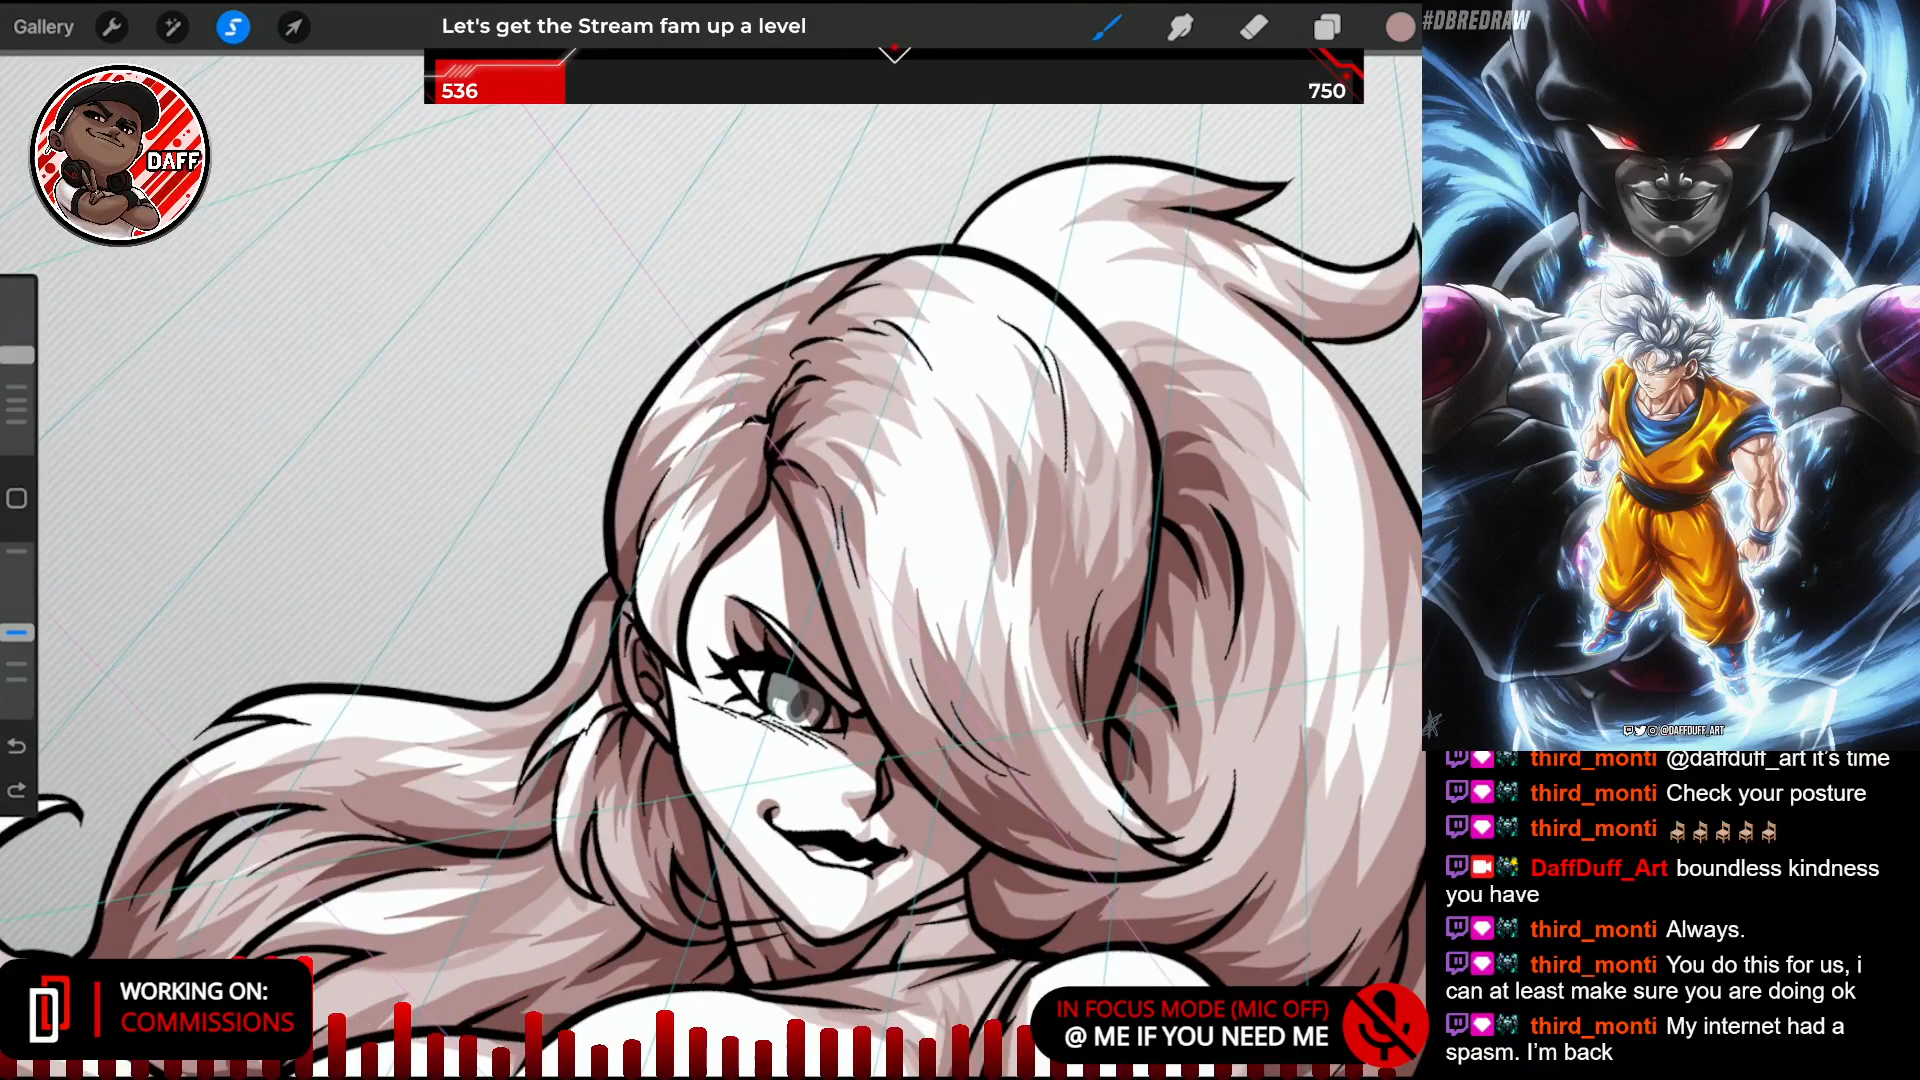 Gallery
Let's get the Stream fam up a level
536
750
DAFF
#DBREDRAW
@DAFFDUFF_ART
third_monti @daffduff_art it's time
third_monti Check your posture
third_monti
DaffDuff_Art boundless kindness
you have
third_monti Always.
third_monti You do this for us, i
can at least make sure you are doing ok
third_monti My internet had a
spasm. I'm back
WORKING ON:
COMMISSIONS
IN FOCUS MODE (MIC OFF)
@ ME IF YOU NEED ME